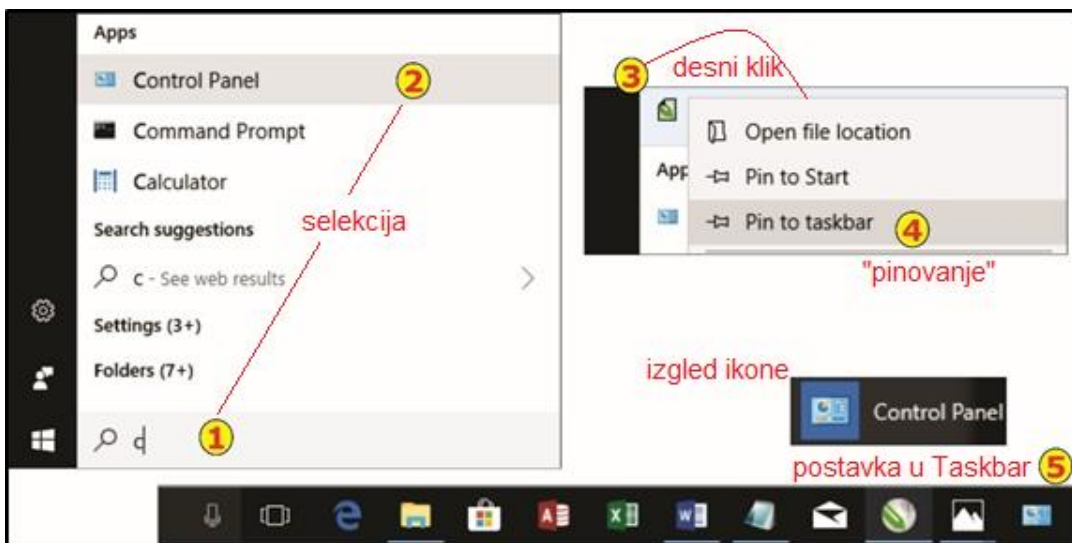 Apps
Control Panel
2
Command Prompt
Calculator
selekcija
Search suggestions
c - See web results
Settings (3+)
Folders (7+)
c
1
3
desni klik
Open file location
App
Pin to Start
Pin to taskbar
4
"pinovanje"
izgled ikone
Control Panel
postavka u Taskbar 5